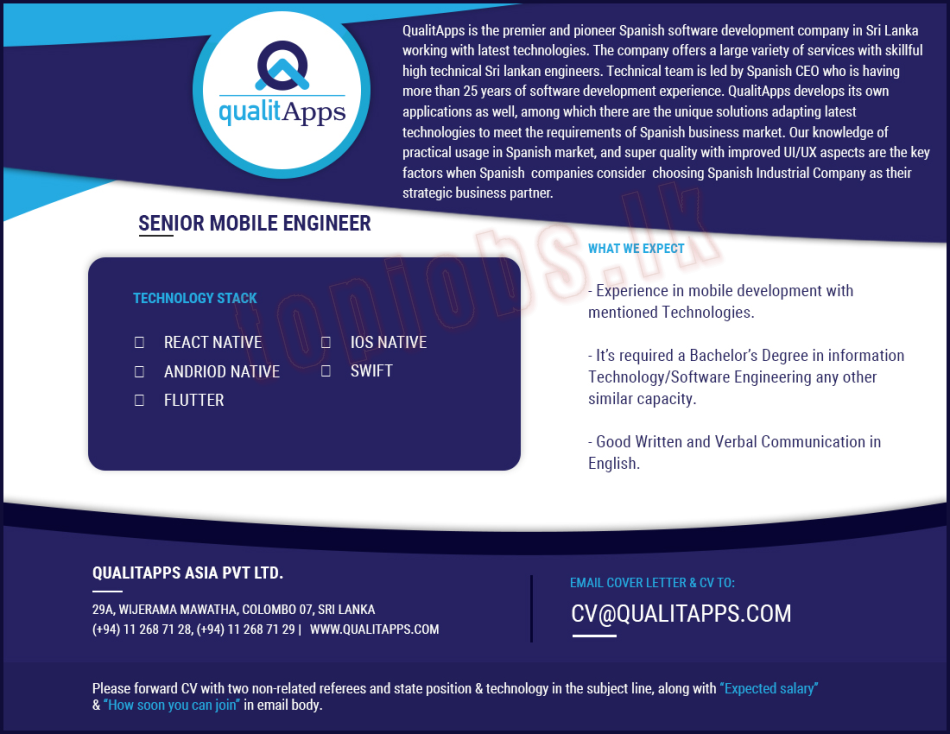 QualitApps is the premier and pioneer Spanish software development company in Sri Lanka
working with latest technologies. The company offers a large variety of services with skillful
high technical Sri lankan engineers. Technical team is led by Spanish CEO who is having
more than 25 years of software development experience. QualitApps develops its own
applications as well, among which there are the unique solutions adapting latest
technologies to meet the requirements of Spanish business market. Our knowledge of
practical usage in Spanish market, and super quality with improved UI/UX aspects are the key
factors when Spanish companies consider choosing Spanish Industrial Company as their
strategic business partner.
qualitApps
SENIOR MOBILE ENGINEER
TECHNOLOGY STACK
REACT NATIVE
ANDRIOD NATIVE
FLUTTER
IOS NATIVE
SWIFT
topjobs.lk
WHAT WE EXPECT
- Experience in mobile development with
mentioned Technologies.
- It’s required a Bachelor’s Degree in information
Technology/Software Engineering any other
similar capacity.
- Good Written and Verbal Communication in
English.
QUALITAPPS ASIA PVT LTD.
29A, WIJERAMA MAWATHA, COLOMBO 07, SRI LANKA
(+94) 11 268 71 28, (+94) 11 268 71 29 | WWW.QUALITAPPS.COM
EMAIL COVER LETTER & CV TO:
CV@QUALITAPPS.COM
Please forward CV with two non-related referees and state position & technology in the subject line, along with “Expected salary”
& “How soon you can join” in email body.